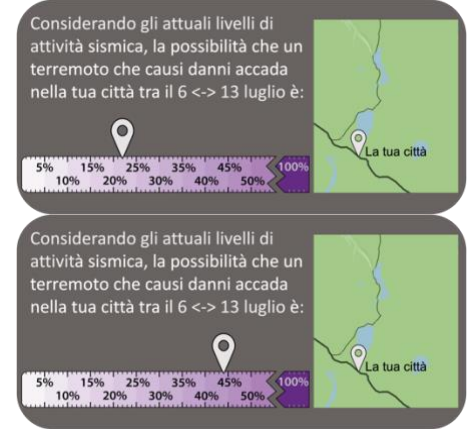 Considerando gli attuali livelli di
attività sismica, la possibilità che un
terremoto che causi danni accada
nella tua città tra il 6 <-> 13 luglio è:
La tua città
5% 15% 25% 35% 45% 100%
10% 20% 30% 40% 50%
Considerando gli attuali livelli di
attività sismica, la possibilità che un
terremoto che causi danni accada
nella tua città tra il 6 <-> 13 luglio è:
La tua città
5% 15% 25% 35% 45% 100%
10% 20% 30% 40% 50%